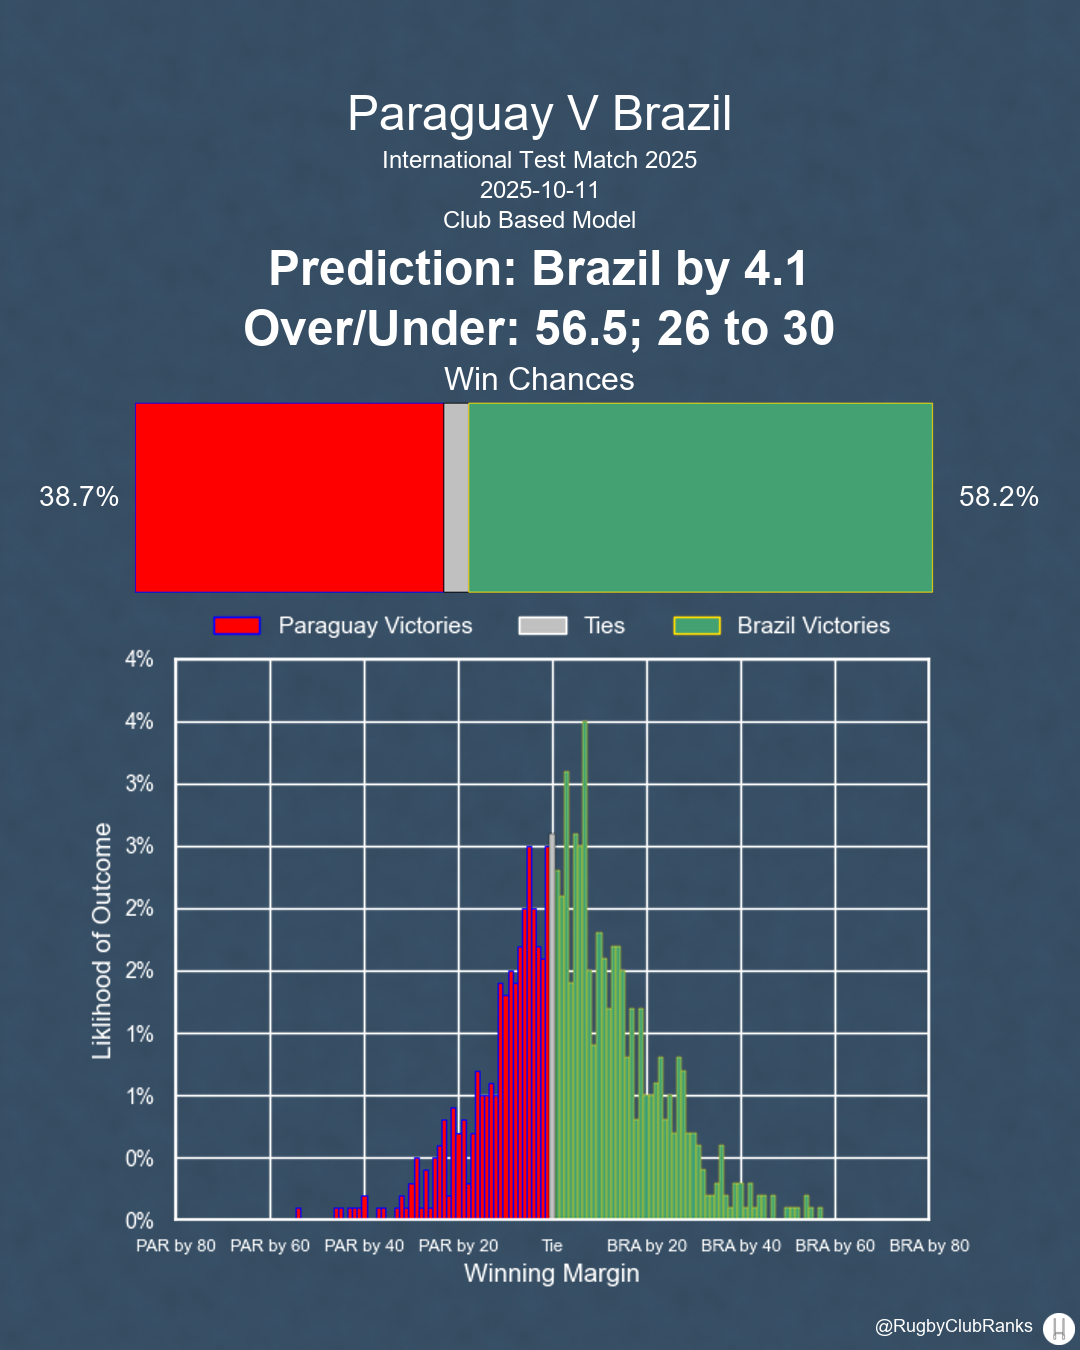 Paraguay V Brazil
International Test Match 2025
2025-10-11
Club Based Model
Prediction: Brazil by 4.1
Over/Under: 56.5; 26 to 30
Win Chances
38.7%
58.2%
Paraguay Victories
Ties
Brazil Victories
4%
4%
3%
3%
2%
2%
1%
1%
0%
0%
Liklihood of Outcome
PAR by 80
PAR by 60
PAR by 40
PAR by 20
Tie
BRA by 20
BRA by 40
BRA by 60
BRA by 80
Winning Margin
@RugbyClubRanks